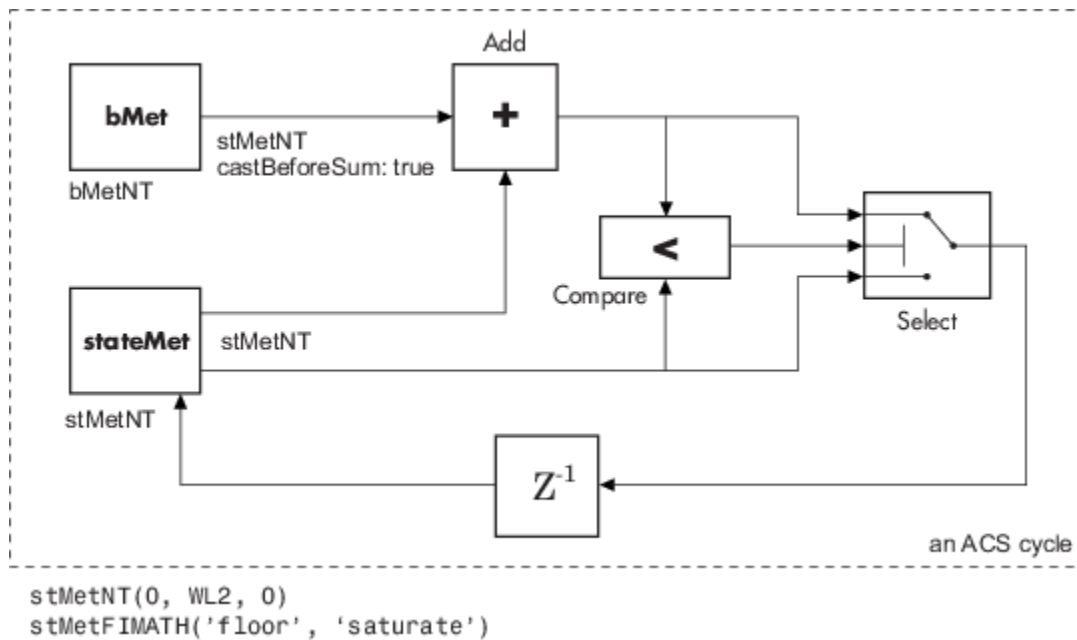 Add
bMet
+
stMetNT
castBeforeSum: true
bMetNT
<
Compare
Select
stateMet
stMetNT
stMetNT
Z-1
an ACS cycle
stMetNT(0, WL2, 0)
stMetFIMATH('floor', 'saturate')